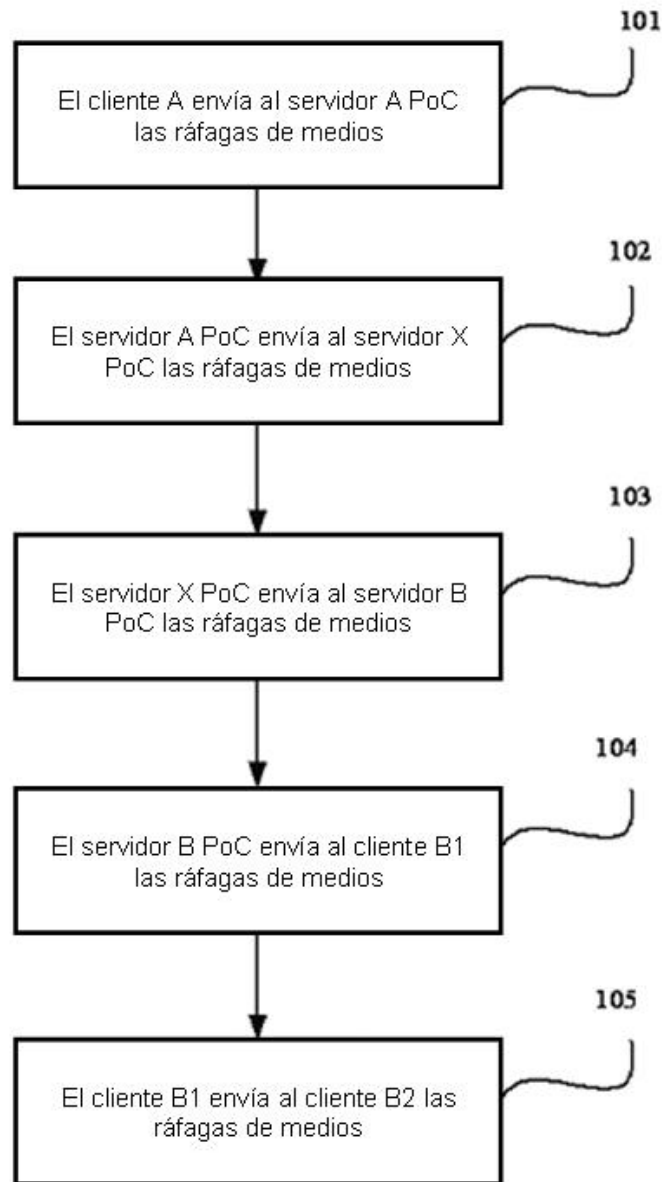 101
El cliente A envía al servidor A PoC
las ráfagas de medios
102
El servidor A PoC envía al servidor X
PoC las ráfagas de medios
103
El servidor X PoC envía al servidor B
PoC las ráfagas de medios
104
El servidor B PoC envía al cliente B1
las ráfagas de medios
105
El cliente B1 envía al cliente B2 las
ráfagas de medios